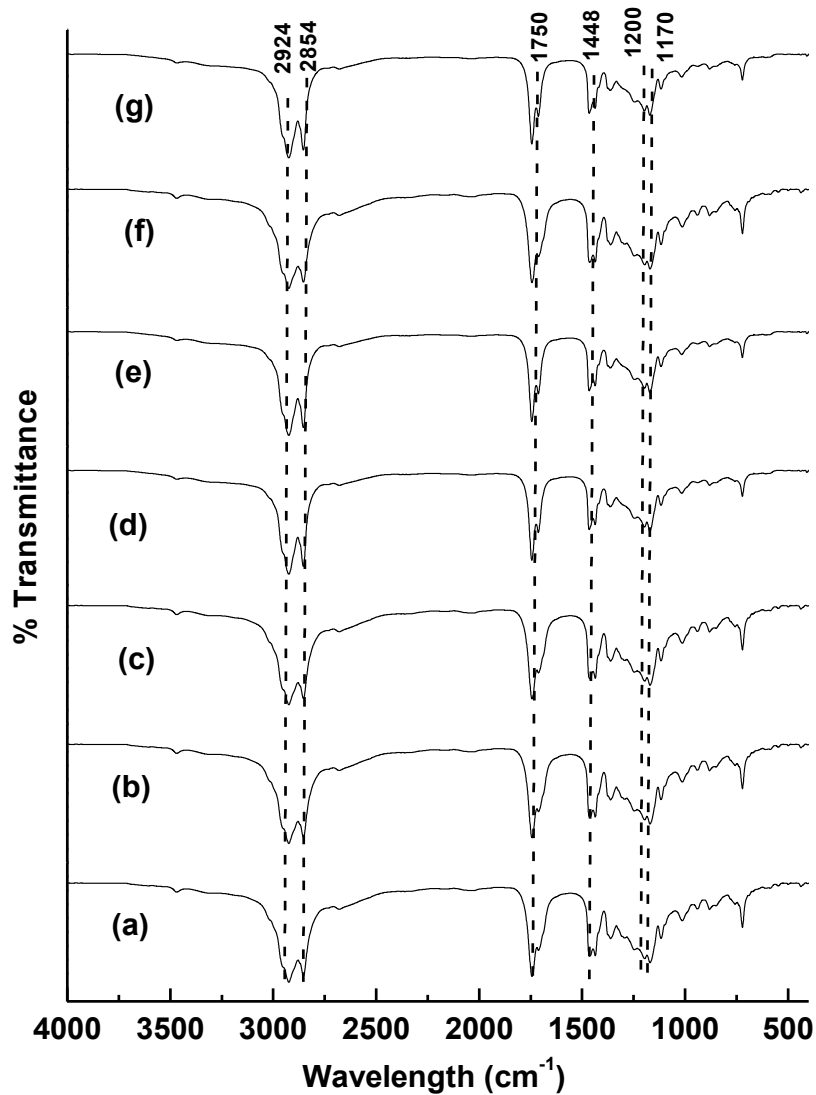 2924
2854
1750
1448
1200
1170
(g)
(f)
(e)
(d)
(c)
(b)
(a)
% Transmittance
4000 3500 3000 2500 2000 1500 1000 500
Wavelength (cm⁻¹)